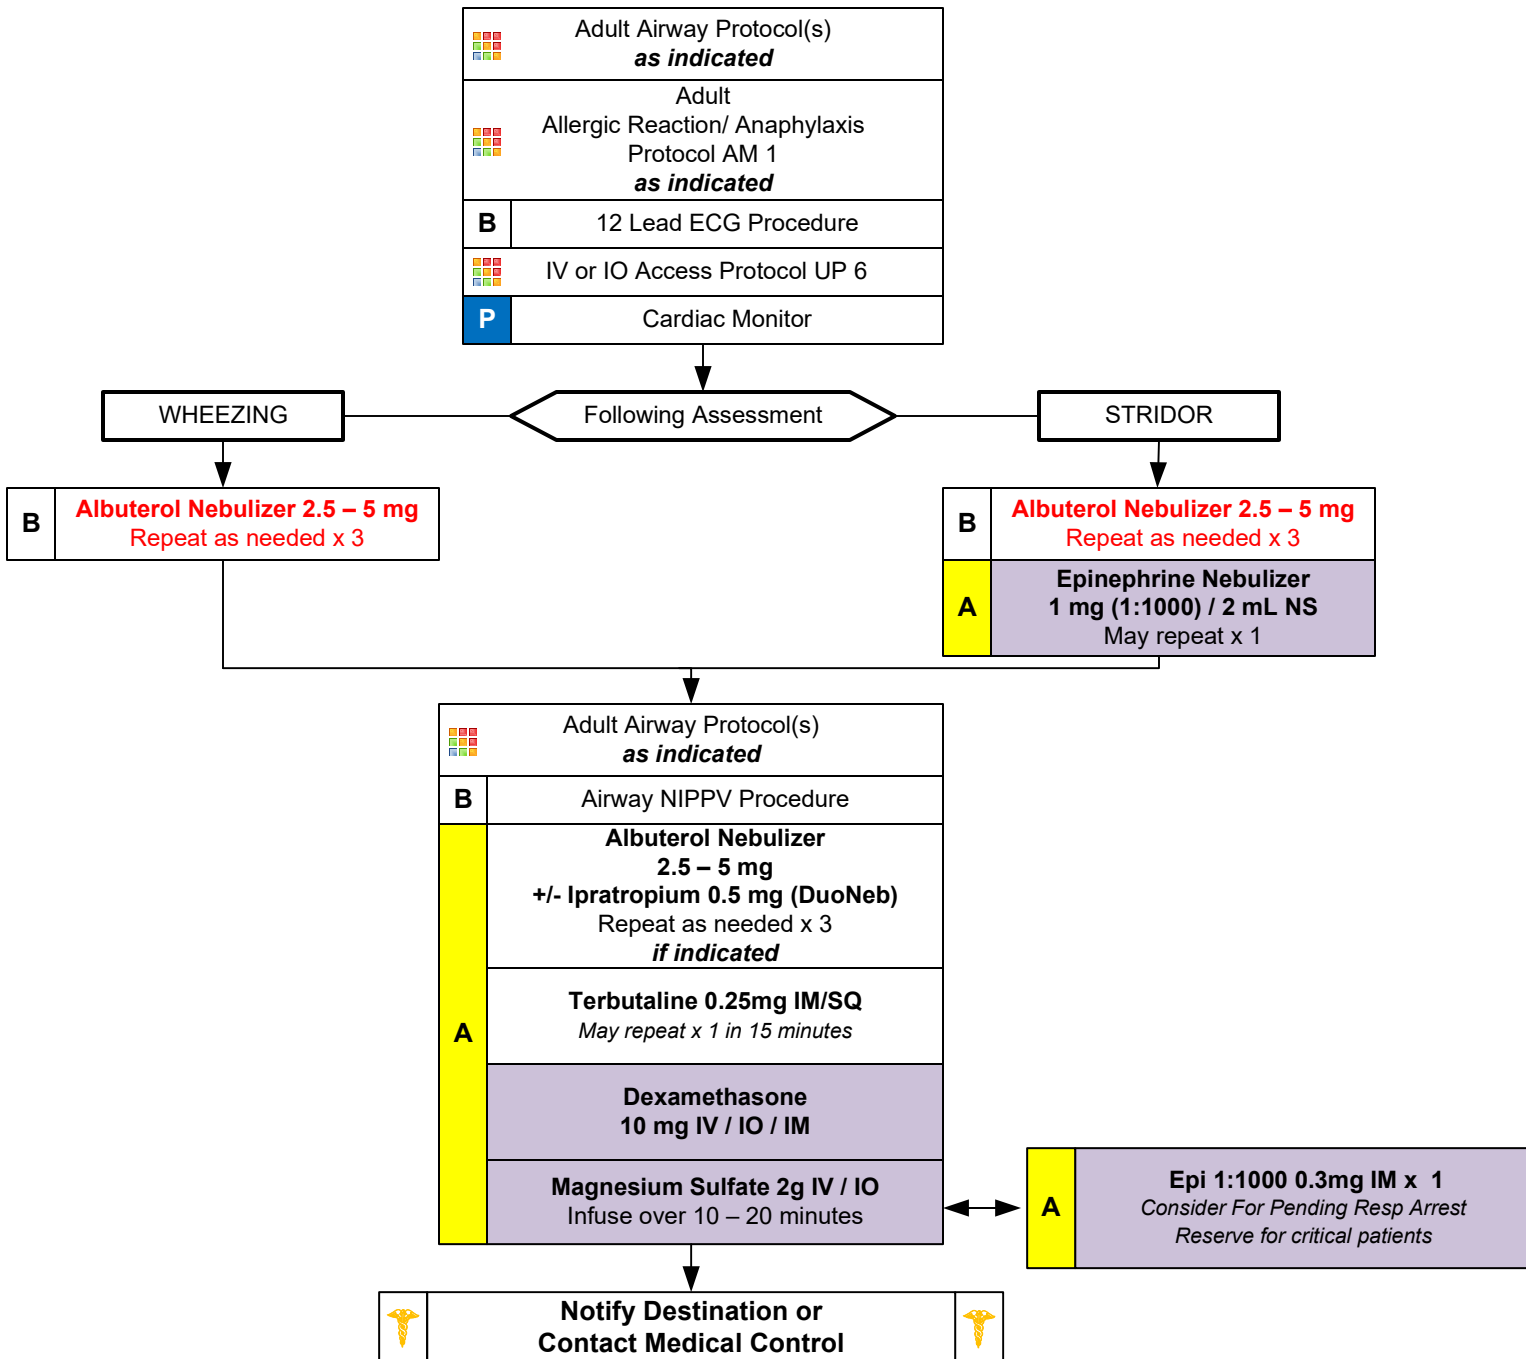 Adult Airway Protocol(s)
as indicated
Adult
Allergic Reaction/ Anaphylaxis
Protocol AM 1
as indicated
B
12 Lead ECG Procedure
IV or IO Access Protocol UP 6
P
Cardiac Monitor
WHEEZING
Following Assessment
STRIDOR
B
Albuterol Nebulizer 2.5 – 5 mg
Repeat as needed x 3
B
Albuterol Nebulizer 2.5 – 5 mg
Repeat as needed x 3
A
Epinephrine Nebulizer
1 mg (1:1000) / 2 mL NS
May repeat x 1
Adult Airway Protocol(s)
as indicated
B
Airway NIPPV Procedure
A
Albuterol Nebulizer
2.5 – 5 mg
+/- Ipratropium 0.5 mg (DuoNeb)
Repeat as needed x 3
if indicated
Terbutaline 0.25mg IM/SQ
May repeat x 1 in 15 minutes
Dexamethasone
10 mg IV / IO / IM
Magnesium Sulfate 2g IV / IO
Infuse over 10 – 20 minutes
A
Epi 1:1000 0.3mg IM x 1
Consider For Pending Resp Arrest
Reserve for critical patients
Notify Destination or
Contact Medical Control